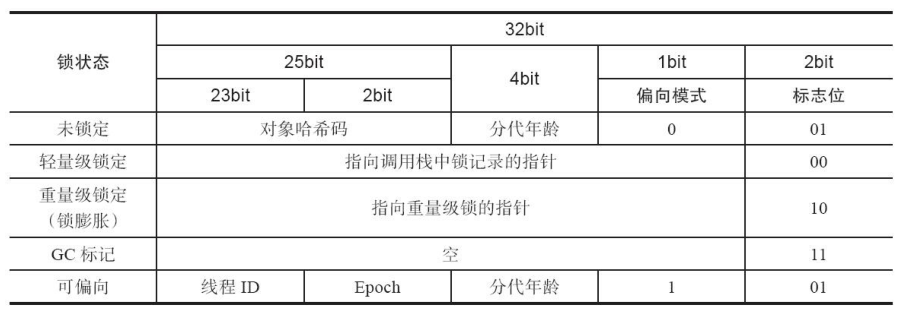 锁状态
32bit
25bit
4bit
1bit
2bit
23bit
2bit
偏向模式
标志位
未锁定
对象哈希码
分代年龄
0
01
轻量级锁定
指向调用栈中锁记录的指针
00
重量级锁定
（锁膨胀）
指向重量级锁的指针
10
GC 标记
空
11
可偏向
线程 ID
Epoch
分代年龄
1
01